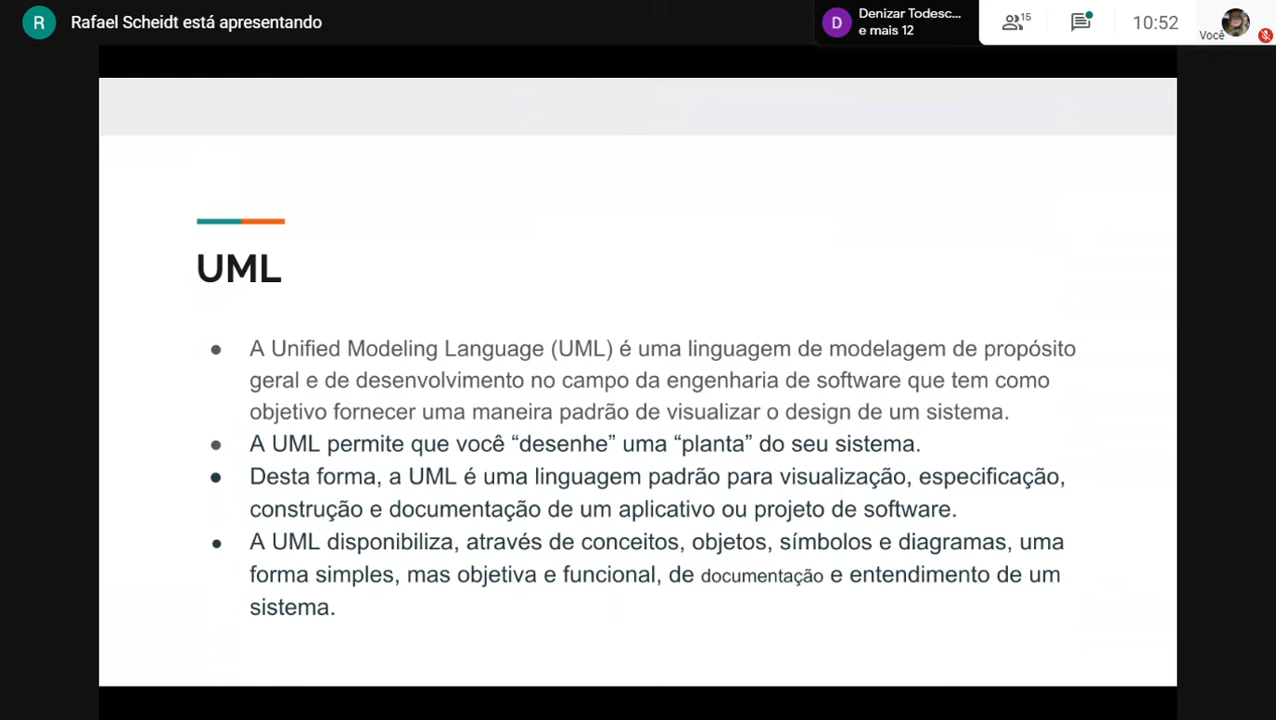 R Rafael Scheidt está apresentando
D Denizar Todesc...
e mais 12
15
10:52
Você
UML
● A Unified Modeling Language (UML) é uma linguagem de modelagem de propósito
geral e de desenvolvimento no campo da engenharia de software que tem como
objetivo fornecer uma maneira padrão de visualizar o design de um sistema.
● A UML permite que você “desenhe” uma “planta” do seu sistema.
● Desta forma, a UML é uma linguagem padrão para visualização, especificação,
construção e documentação de um aplicativo ou projeto de software.
● A UML disponibiliza, através de conceitos, objetos, símbolos e diagramas, uma
forma simples, mas objetiva e funcional, de documentação e entendimento de um
sistema.